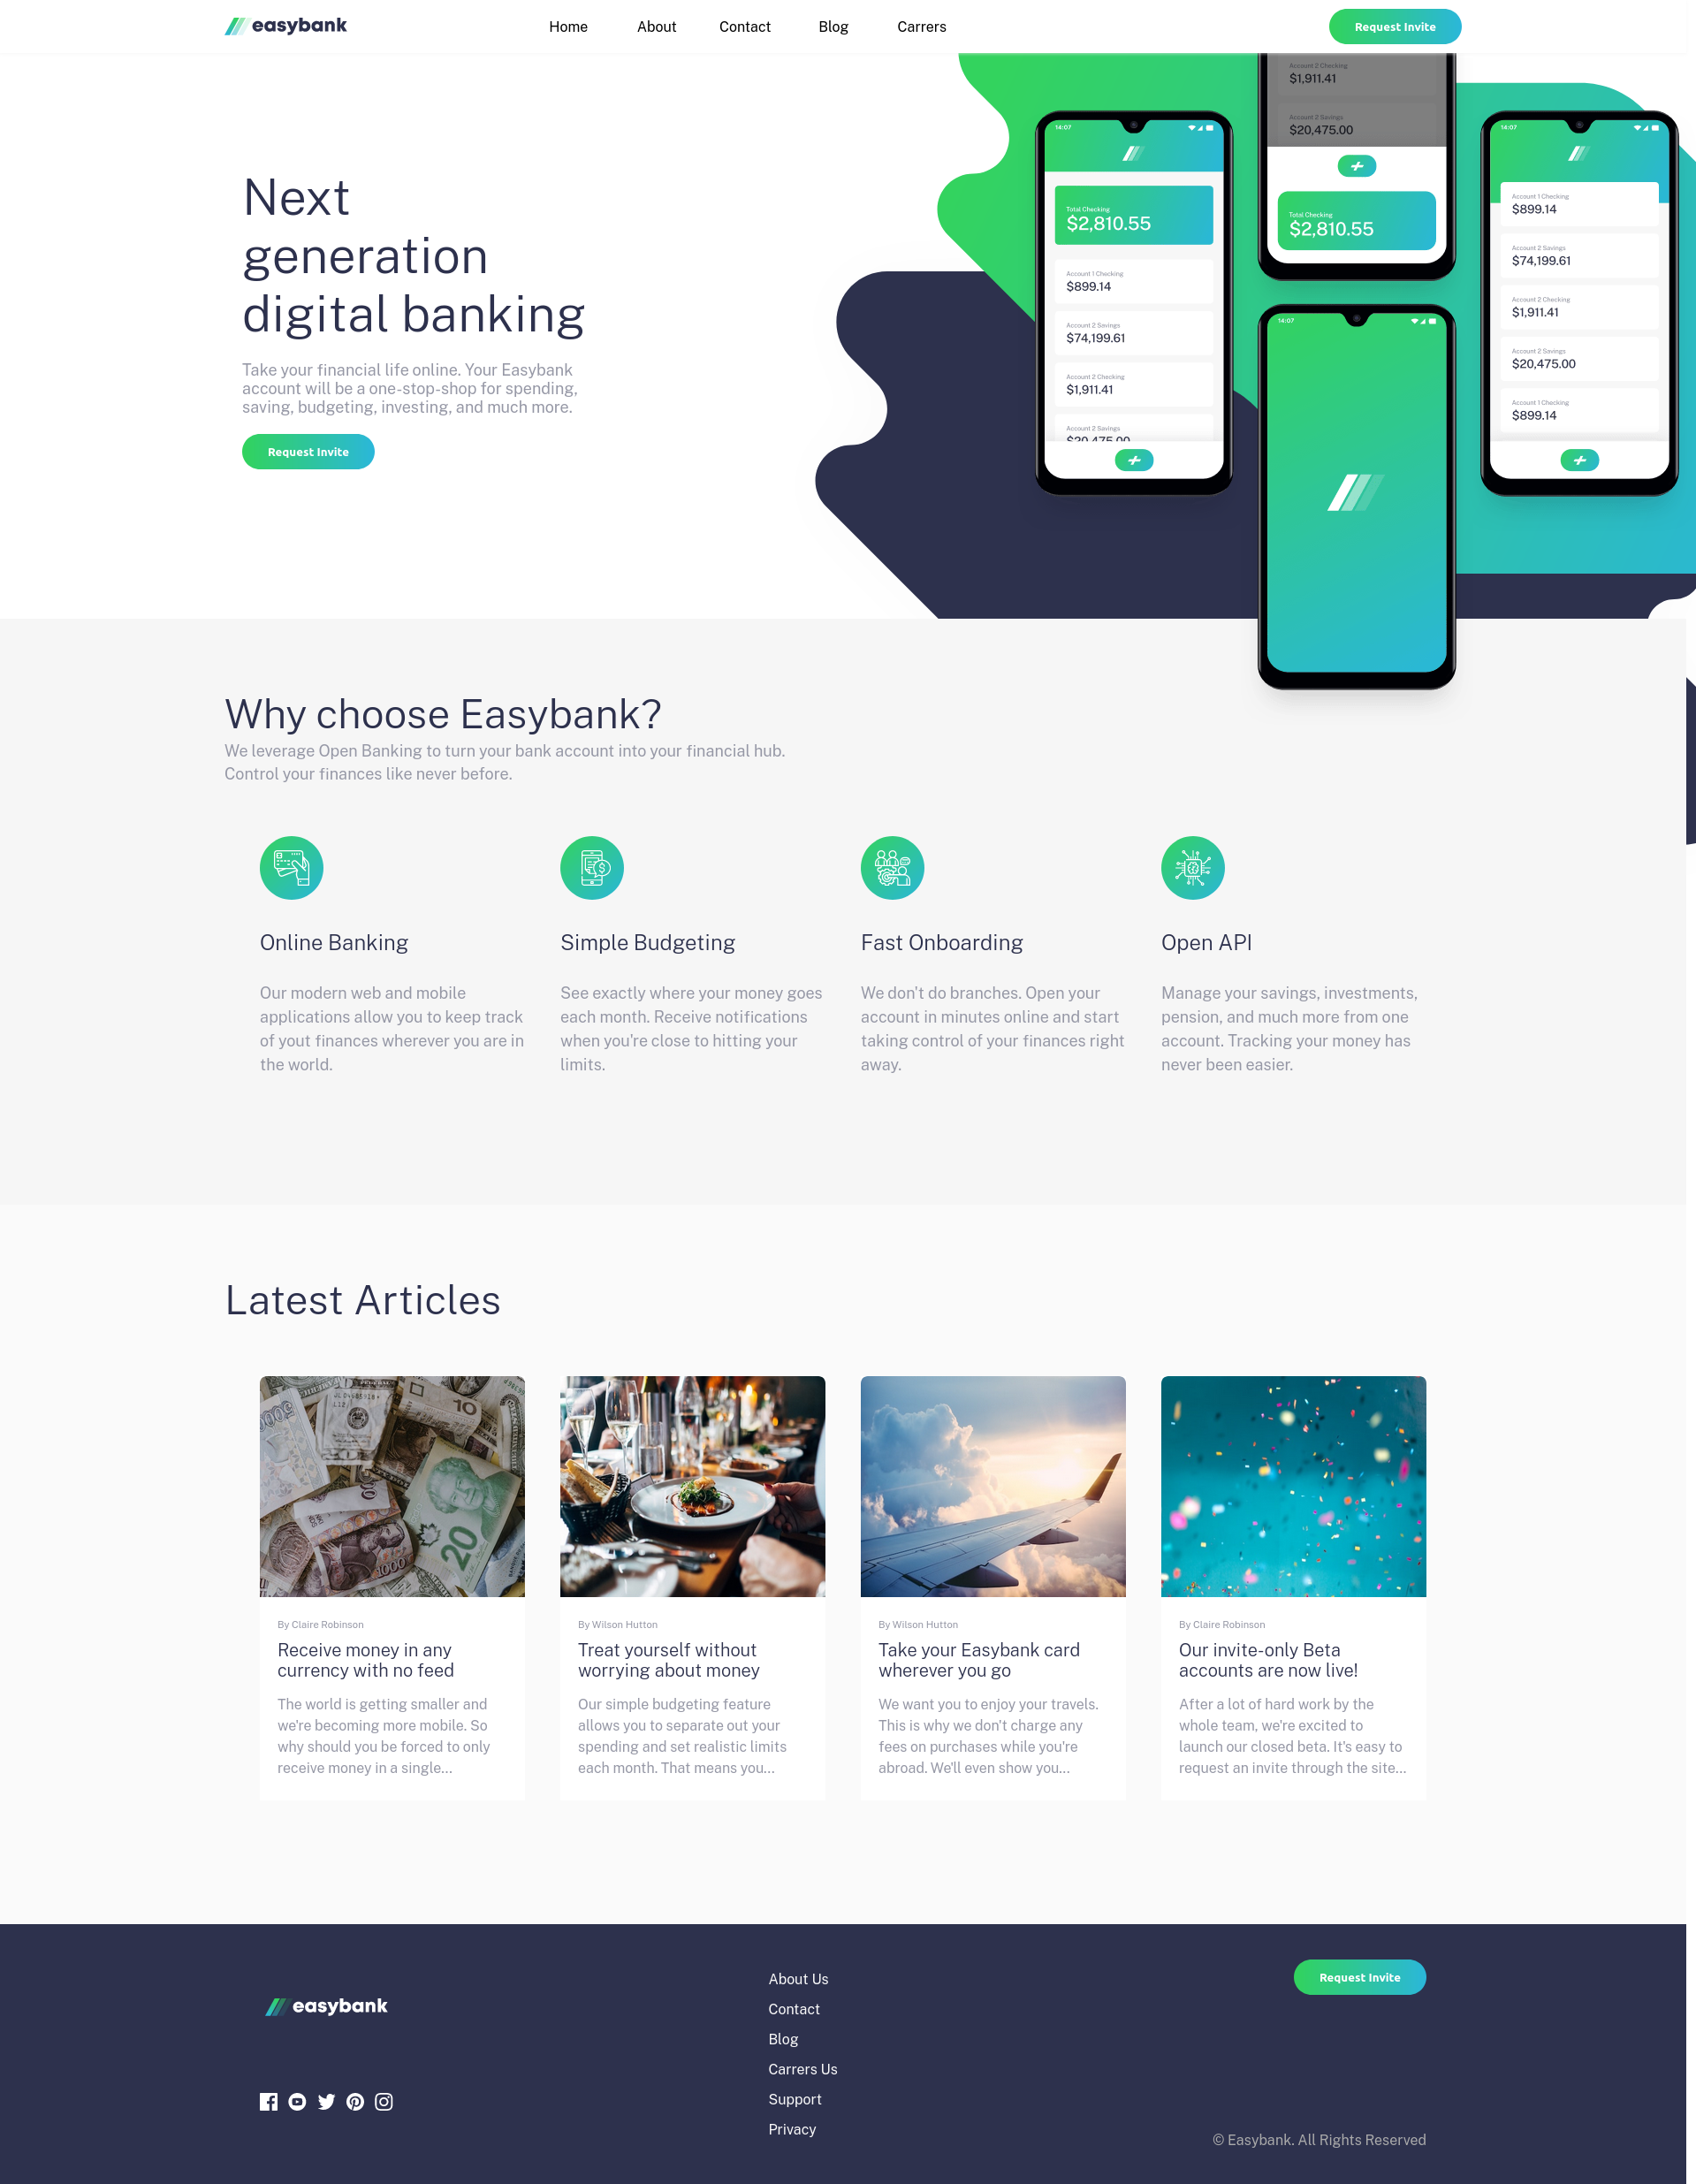 easybank
Home About Contact Blog Carrers
Request Invite
Next
generation
digital banking
Take your financial life online. Your Easybank
account will be a one-stop-shop for spending,
saving, budgeting, investing, and much more.
Request Invite
14:07
Total Checking
$2,810.55
Account 1 Checking
$899.14
Account 2 Savings
$74,199.61
Account 2 Checking
$1,911.41
Account 2 Savings
$20,475.00
Account 2 Checking
$1,911.41
Account 2 Savings
$20,475.00
Total Checking
$2,810.55
14:07
14:07
Account 1 Checking
$899.14
Account 2 Savings
$74,199.61
Account 2 Checking
$1,911.41
Account 2 Savings
$20,475.00
Account 1 Checking
$899.14
Why choose Easybank?
We leverage Open Banking to turn your bank account into your financial hub.
Control your finances like never before.
Online Banking
Our modern web and mobile
applications allow you to keep track
of yout finances wherever you are in
the world.
Simple Budgeting
See exactly where your money goes
each month. Receive notifications
when you're close to hitting your
limits.
Fast Onboarding
We don't do branches. Open your
account in minutes online and start
taking control of your finances right
away.
Open API
Manage your savings, investments,
pension, and much more from one
account. Tracking your money has
never been easier.
Latest Articles
10
20
1000
By Claire Robinson
Receive money in any
currency with no feed
The world is getting smaller and
we're becoming more mobile. So
why should you be forced to only
receive money in a single...
By Wilson Hutton
Treat yourself without
worrying about money
Our simple budgeting feature
allows you to separate out your
spending and set realistic limits
each month. That means you...
By Wilson Hutton
Take your Easybank card
wherever you go
We want you to enjoy your travels.
This is why we don't charge any
fees on purchases while you're
abroad. We'll even show you...
By Claire Robinson
Our invite-only Beta
accounts are now live!
After a lot of hard work by the
whole team, we're excited to
launch our closed beta. It's easy to
request an invite through the site...
easybank
About Us
Contact
Blog
Carrers Us
Support
Privacy
Request Invite
© Easybank. All Rights Reserved